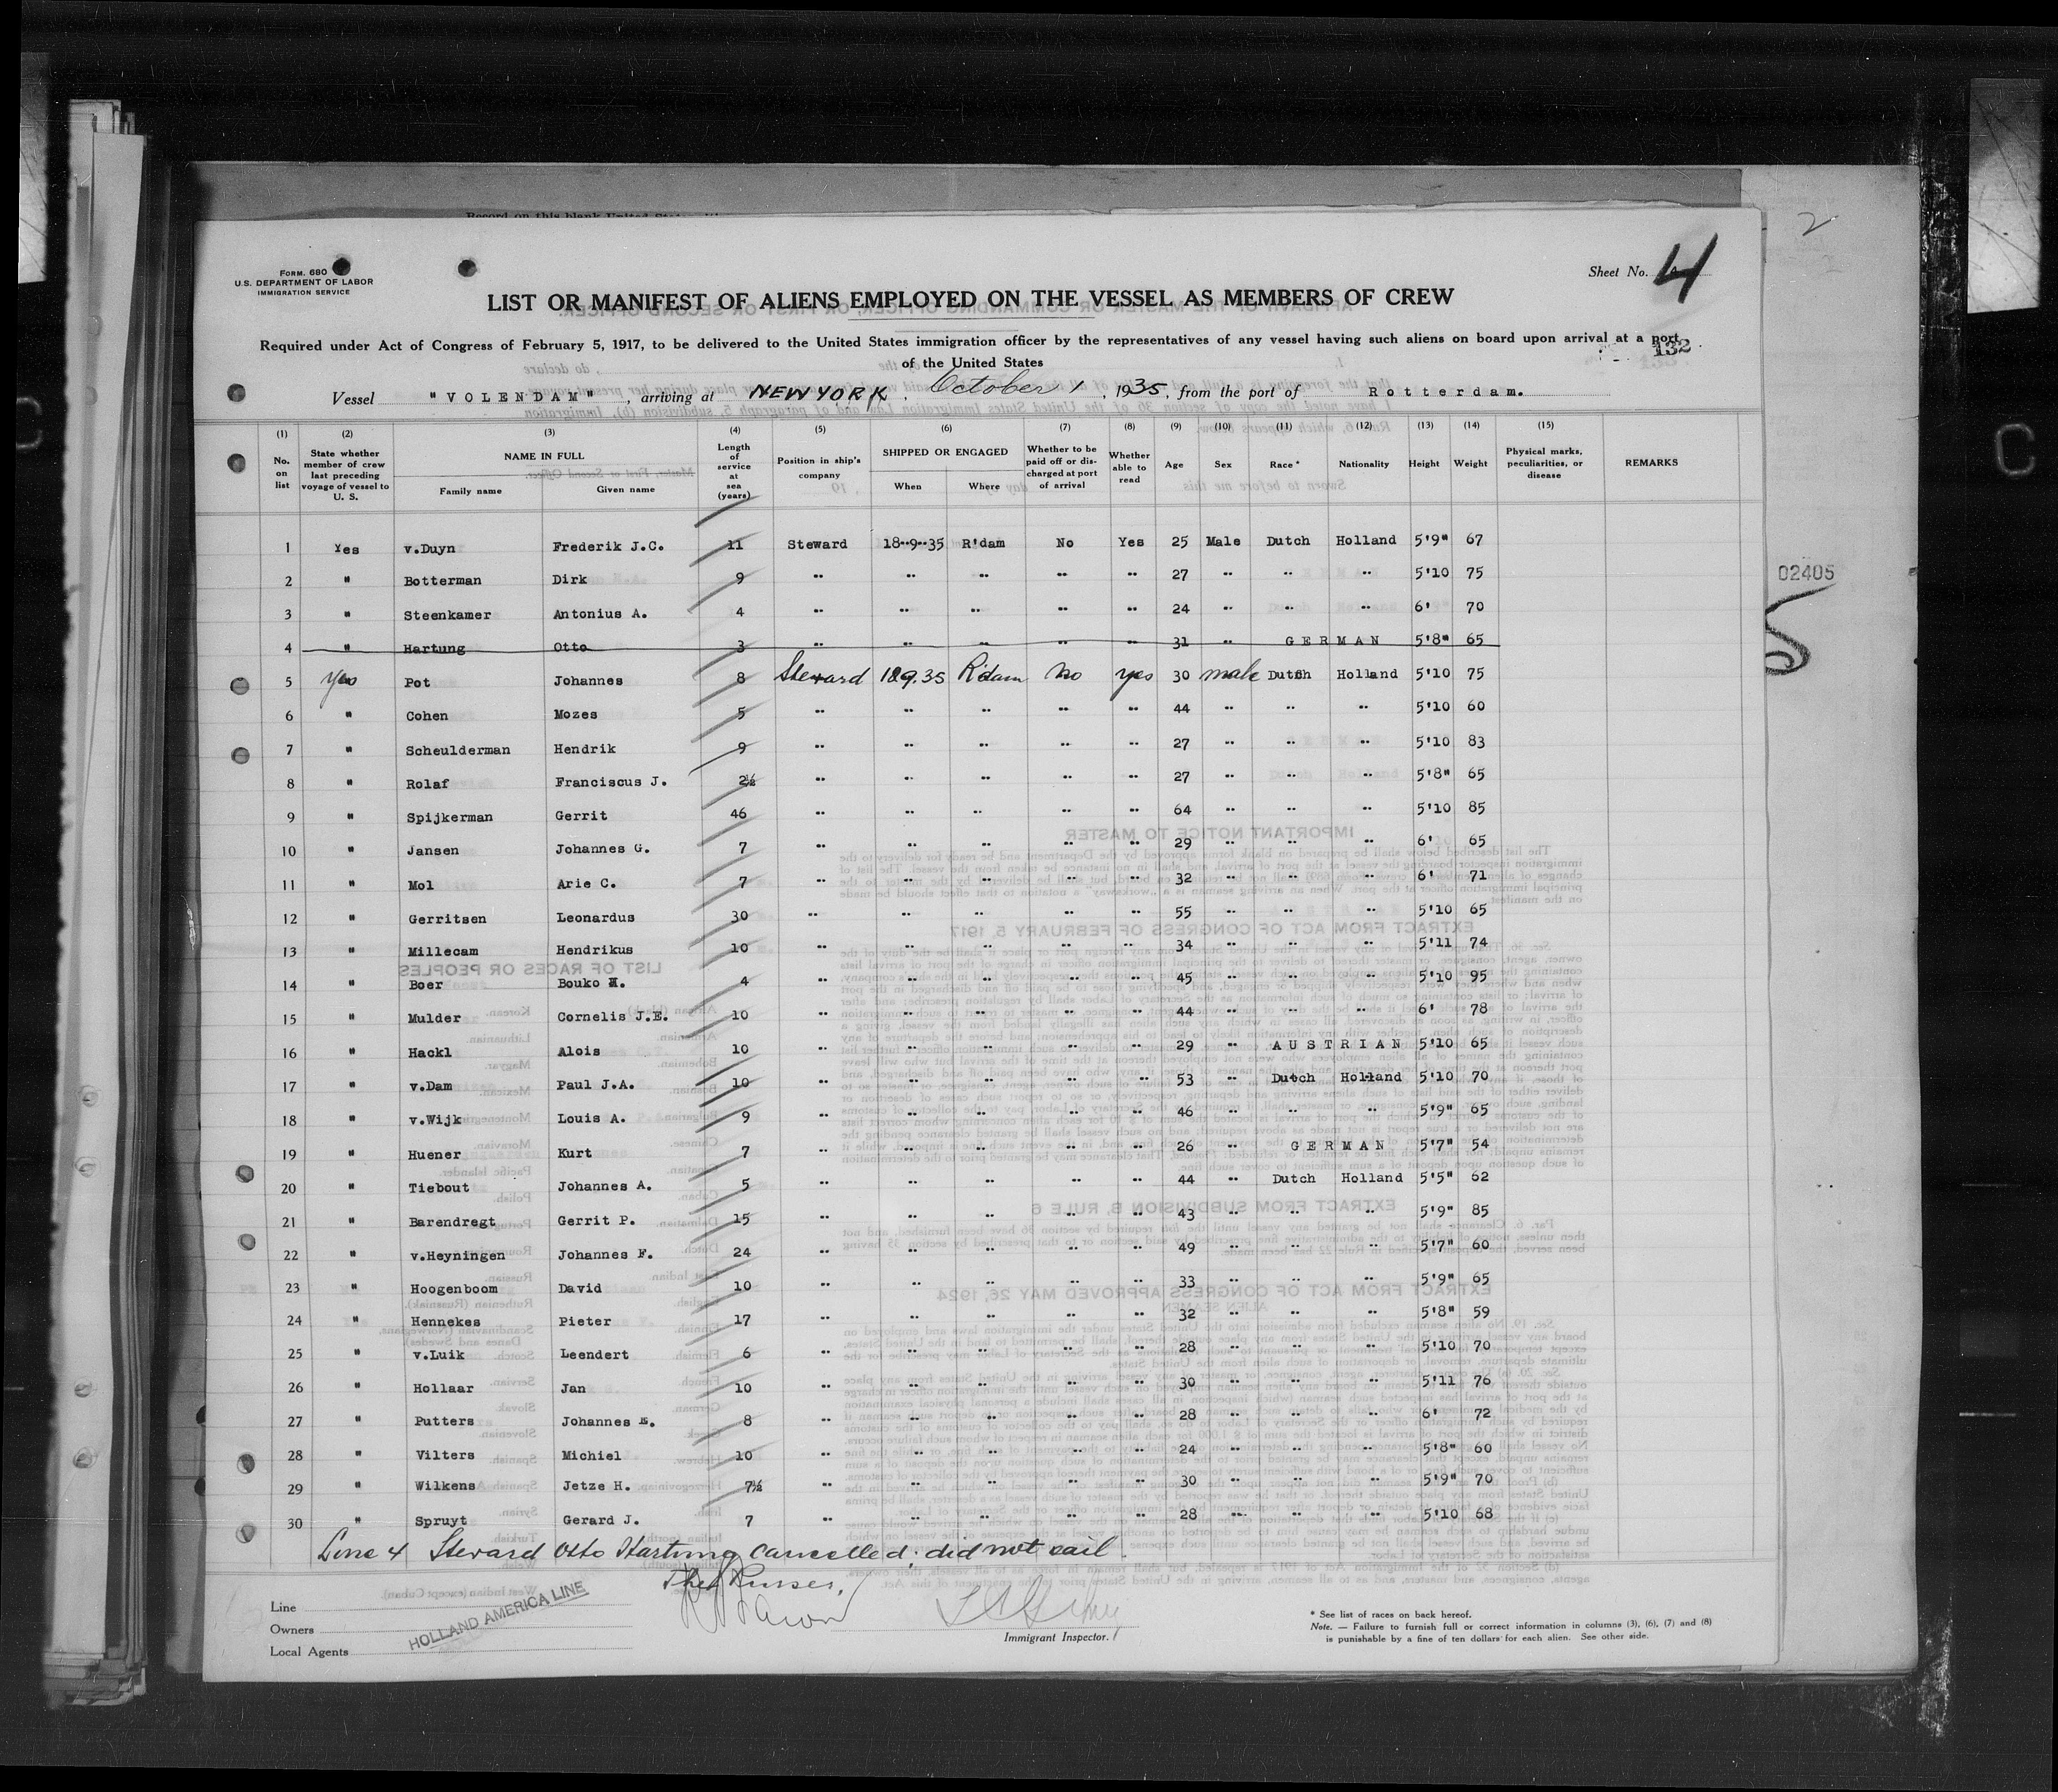 Form. 680
U.S. DEPARTMENT OF LABOR
IMMIGRATION SERVICE
Sheet No. 4
LIST OR MANIFEST OF ALIENS EMPLOYED ON THE VESSEL AS MEMBERS OF CREW
Required under Act of Congress of February 5, 1917, to be delivered to the United States immigration officer by the representatives of any vessel having such aliens on board upon arrival at a port
of the United States
132
Vessel "VOLENDAM", arriving at NEW YORK, October 1, 1935, from the port of Rotterdam.
(1) No. on list (2) State whether member of crew last preceding voyage of vessel to U. S. (3) NAME IN FULL Family name Given name (4) Length of service at sea (years) (5) Position in ship's company (6) SHIPPED OR ENGAGED When Where (7) Whether to be paid off or discharged at port of arrival (8) Whether able to read (9) Age (10) Sex (11) Race* (12) Nationality (13) Height (14) Weight (15) Physical marks, peculiarities, or disease REMARKS
1 Yes v.Duyn Frederik J.C. 11 Steward 18-9-35 R'dam No Yes 25 Male Dutch Holland 5'9" 67
2 " Botterman Dirk 9 " " " " " 27 " " " 5'10 75
3 " Steenkamer Antonius A. 4 " " " " " 24 " " " 6' 70
4 " Hartung Otto 3 " " " " " 31 " GERMAN 5'8" 65
5 yes Pot Johannes 8 Steward 18.9.35 R'dam no yes 30 male Dutch Holland 5'10 75
6 " Cohen Mozes 5 " " " " " 44 " " " 5'10 60
7 " Scheulderman Hendrik 9 " " " " " 27 " " " 5'10 83
8 " Rolaf Franciscus J. 2½ " " " " " 27 " " " 5'8" 65
9 " Spijkerman Gerrit 46 " " " " " 64 " " " 5'10 85
10 " Jansen Johannes G. 7 " " " " " 29 " " " 6' 65
11 " Mol Arie C. 7 " " " " " 32 " " " 6' 71
12 " Gerritsen Leonardus 30 " " " " " 55 " " " 5'10 65
13 " Millecam Hendrikus 10 " " " " " 34 " " " 5'11 74
14 " Boer Bouko H. 4 " " " " " 45 " " " 5'10 95
15 " Mulder Cornelis J.E. 10 " " " " " 44 " " " 6' 78
16 " Hackl Alois 10 " " " " " 29 " AUSTRIAN 5'10 65
17 " v.Dam Paul J.A. 10 " " " " " 53 " Dutch Holland 5'10 70
18 " v.Wijk Louis A. 9 " " " " " 46 " " " 5'9" 65
19 " Huener Kurt 7 " " " " " 26 " GERMAN 5'7" 54
20 " Tiebout Johannes A. 5 " " " " " 44 " Dutch Holland 5'5" 62
21 " Barendregt Gerrit P. 15 " " " " " 43 " " " 5'9" 85
22 " v.Heyningen Johannes F. 24 " " " " " 49 " " " 5'7" 60
23 " Hoogenboom David 10 " " " " " 33 " " " 5'9" 65
24 " Hennekes Pieter 17 " " " " " 32 " " " 5'8" 59
25 " v.Luik Leendert 6 " " " " " 28 " " " 5'10 70
26 " Hollaar Jan 10 " " " " " 30 " " " 5'11 76
27 " Putters Johannes E. 8 " " " " " 28 " " " 6' 72
28 " Vilters Michiel 10 " " " " " 24 " " " 5'8" 60
29 " Wilkens Jetze H. 7½ " " " " " 30 " " " 5'9" 70
30 " Spruyt Gerard J. 7 " " " " " 28 " " " 5'10 68
Line 4 Steward Otto Hartung cancelled; did not sail.
The Purser,
Line
Owners
Local Agents
HOLLAND AMERICA LINE
Immigrant Inspector.
* See list of races on back hereof.
Note. — Failure to furnish full or correct information in columns (3), (6), (7) and (8)
is punishable by a fine of ten dollars for each alien. See other side.
2
02405